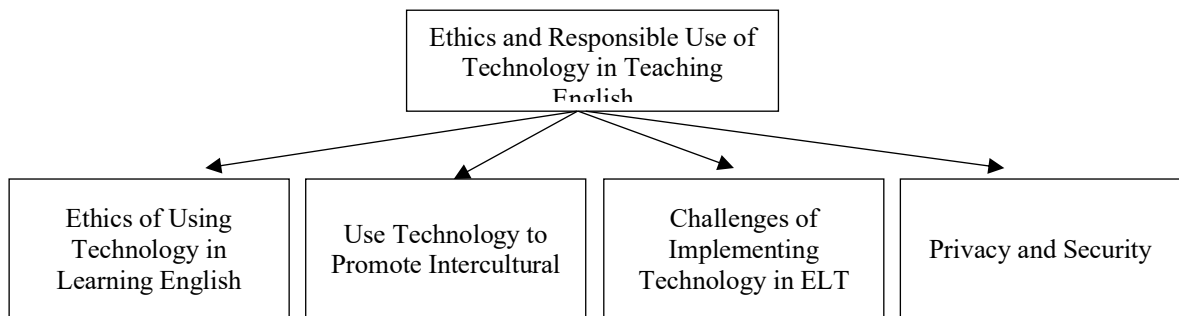 Ethics and Responsible Use of
Technology in Teaching
English
Ethics of Using
Technology in
Learning English
Use Technology to
Promote Intercultural
Challenges of
Implementing
Technology in ELT
Privacy and Security